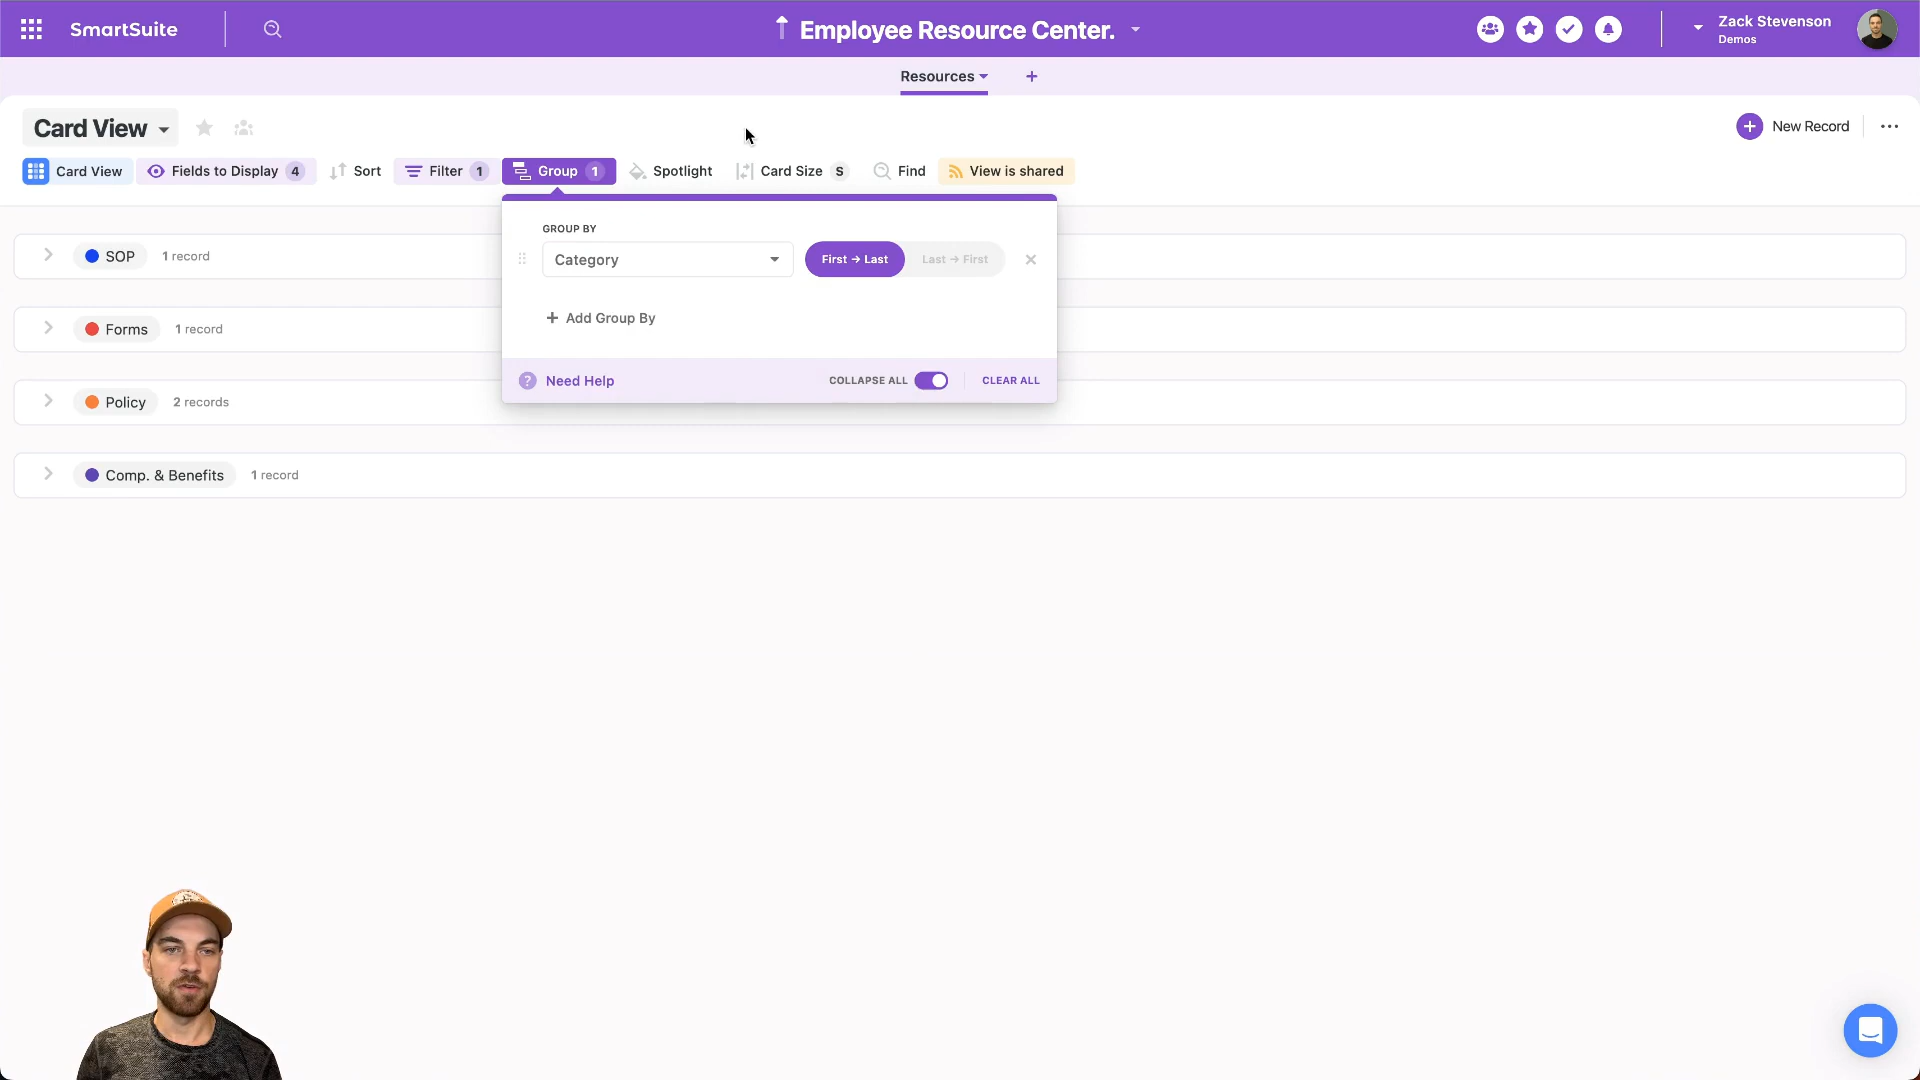 SmartSuite
Employee Resource Center.
Zack Stevenson
Demos
Resources
Card View
New Record
Card View
Fields to Display 4
Sort
Filter 1
Group 1
Spotlight
Card Size S
Find
View is shared
GROUP BY
Category
First → Last
Last → First
+ Add Group By
? Need Help
COLLAPSE ALL
CLEAR ALL
SOP 1 record
Forms 1 record
Policy 2 records
Comp. & Benefits 1 record